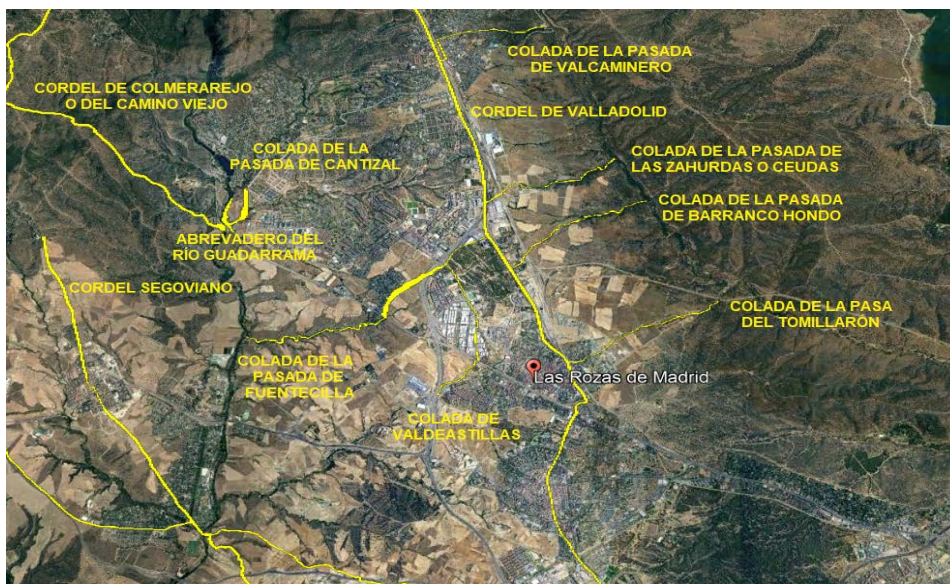 COLADA DE LA PASADA
DE VALCAMINERO
CORDEL DE COLMERAREJO
O DEL CAMINO VIEJO
CORDEL DE VALLADOLID
COLADA DE LA
PASADA DE CANTIZAL
COLADA DE LA PASADA DE
LAS ZAHURDAS O CEUDAS
COLADA DE LA PASADA
DE BARRANCO HONDO
ABREVADERO DEL
RÍO GUADARRAMA
CORDEL SEGOVIANO
COLADA DE LA PASA
DEL TOMILLARÓN
COLADA DE LA
PASADA DE
FUENTECILLA
Las Rozas de Madrid
COLADA DE
VALDEASTILLAS